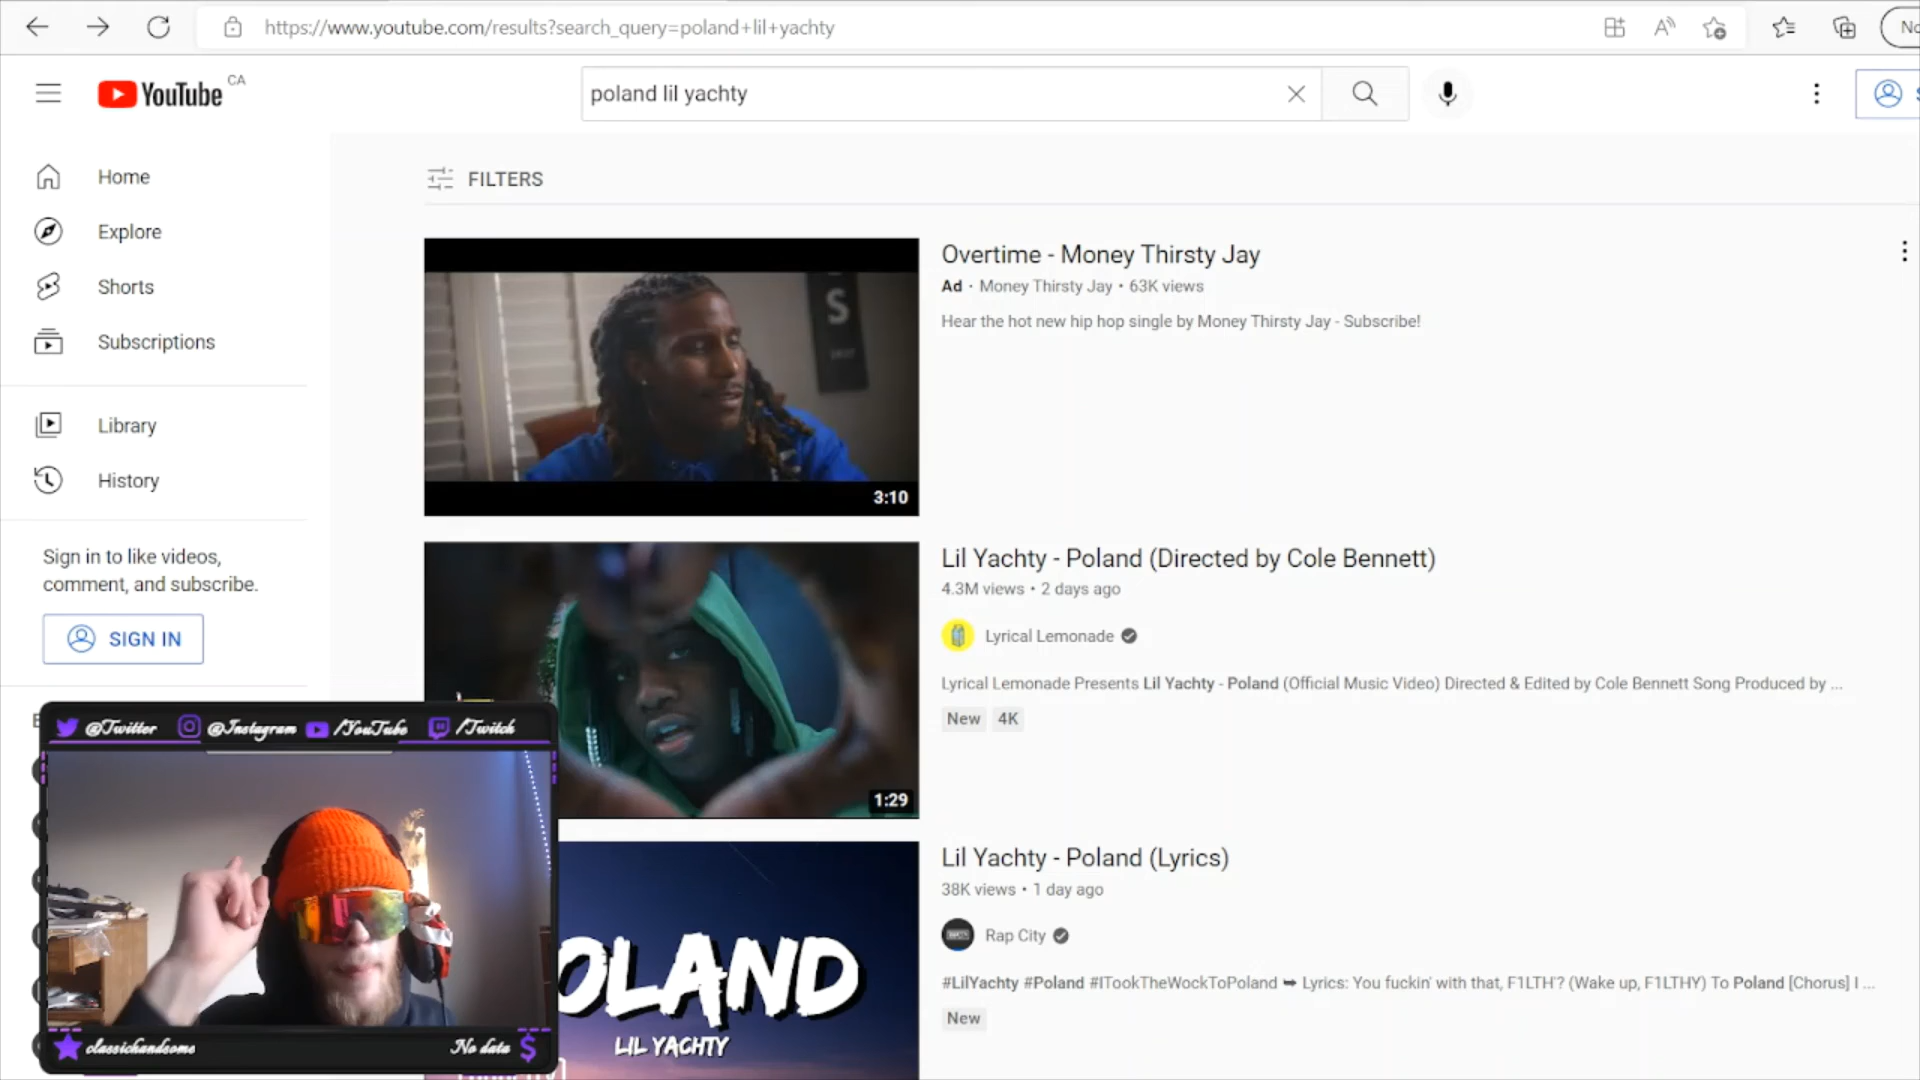 https://www.youtube.com/results?search_query=poland+lil+yachty
YouTube CA
poland lil yachty
Home
Explore
Shorts
Subscriptions
Library
History
Sign in to like videos,
comment, and subscribe.
SIGN IN
FILTERS
S
3:10
Overtime - Money Thirsty Jay
Ad · Money Thirsty Jay • 63K views
Hear the hot new hip hop single by Money Thirsty Jay - Subscribe!
1:29
Lil Yachty - Poland (Directed by Cole Bennett)
4.3M views • 2 days ago
Lyrical Lemonade
Lyrical Lemonade Presents Lil Yachty - Poland (Official Music Video) Directed & Edited by Cole Bennett Song Produced by ...
New 4K
OLAND
LIL YACHTY
Lil Yachty - Poland (Lyrics)
38K views • 1 day ago
Rap City
#LilYachty #Poland #ITookTheWockToPoland ➥ Lyrics: You fuckin' with that, F1LTH'? (Wake up, F1LTHY) To Poland [Chorus] I ...
New
@Twitter @Instagram /YouTube /Twitch
classichandsome No data $